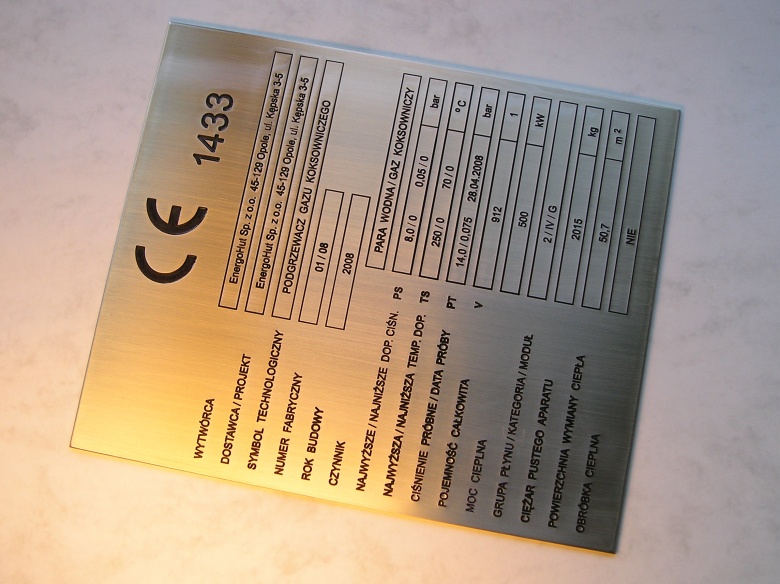 CE 1433
WYTWÓRCA EnergoHut Sp. z o.o. 45-129 Opole, ul. Kępska 3-5
DOSTAWCA / PROJEKT EnergoHut Sp. z o.o. 45-129 Opole, ul. Kępska 3-5
SYMBOL TECHNOLOGICZNY PODGRZEWACZ GAZU KOKSOWNICZEGO
NUMER FABRYCZNY 01 / 08
ROK BUDOWY 2008
CZYNNIK PARA WODNA / GAZ KOKSOWNICZY
NAJWYŻSZE / NAJNIŻSZE DOP. CIŚN. PS 8,0 / 0 0,05 / 0 bar
NAJWYŻSZA / NAJNIŻSZA TEMP. DOP. TS 250 / 0 70 / 0 °C
CIŚNIENIE PRÓBNE / DATA PRÓBY PT 14,0 / 0,075 28.04.2008 bar
POJEMNOŚĆ CAŁKOWITA V 912 1
MOC CIEPLNA 500 kW
GRUPA PŁYNU / KATEGORIA / MODUŁ 2 / IV / G
CIĘŻAR PUSTEGO APARATU 2015 kg
POWIERZCHNIA WYMIANY CIEPŁA 50,7 m²
OBRÓBKA CIEPLNA NIE